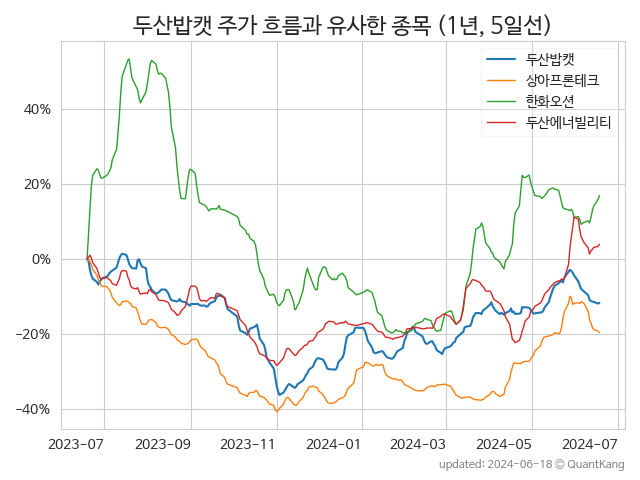 두산밥캣 주가 흐름과 유사한 종목 (1년, 5일선)
두산밥캣
상아프론테크
한화오션
두산에너빌리티
40%
20%
0%
−20%
−40%
2023-07 2023-09 2023-11 2024-01 2024-03 2024-05 2024-07
updated: 2024-06-18 © QuantKang